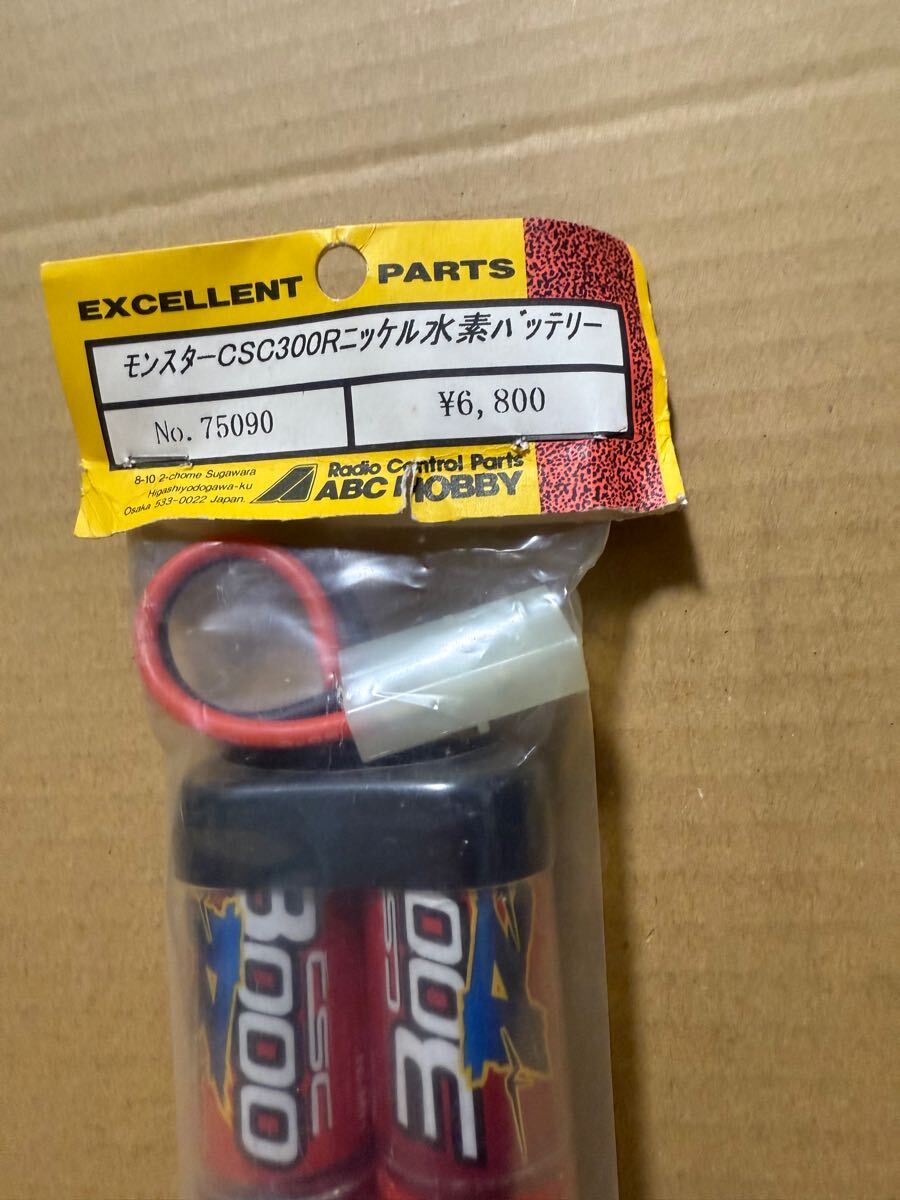 EXCELLENT PARTS
モンスターCSC300Rニッケル水素バッテリー
No. 75090
¥6,800
8-10 2-chome Sugawara
Higashiyodogawa-ku
Osaka 533-0022 Japan.
Radio Control Parts
ABC HOBBY
3000
CSC
CSC
3000